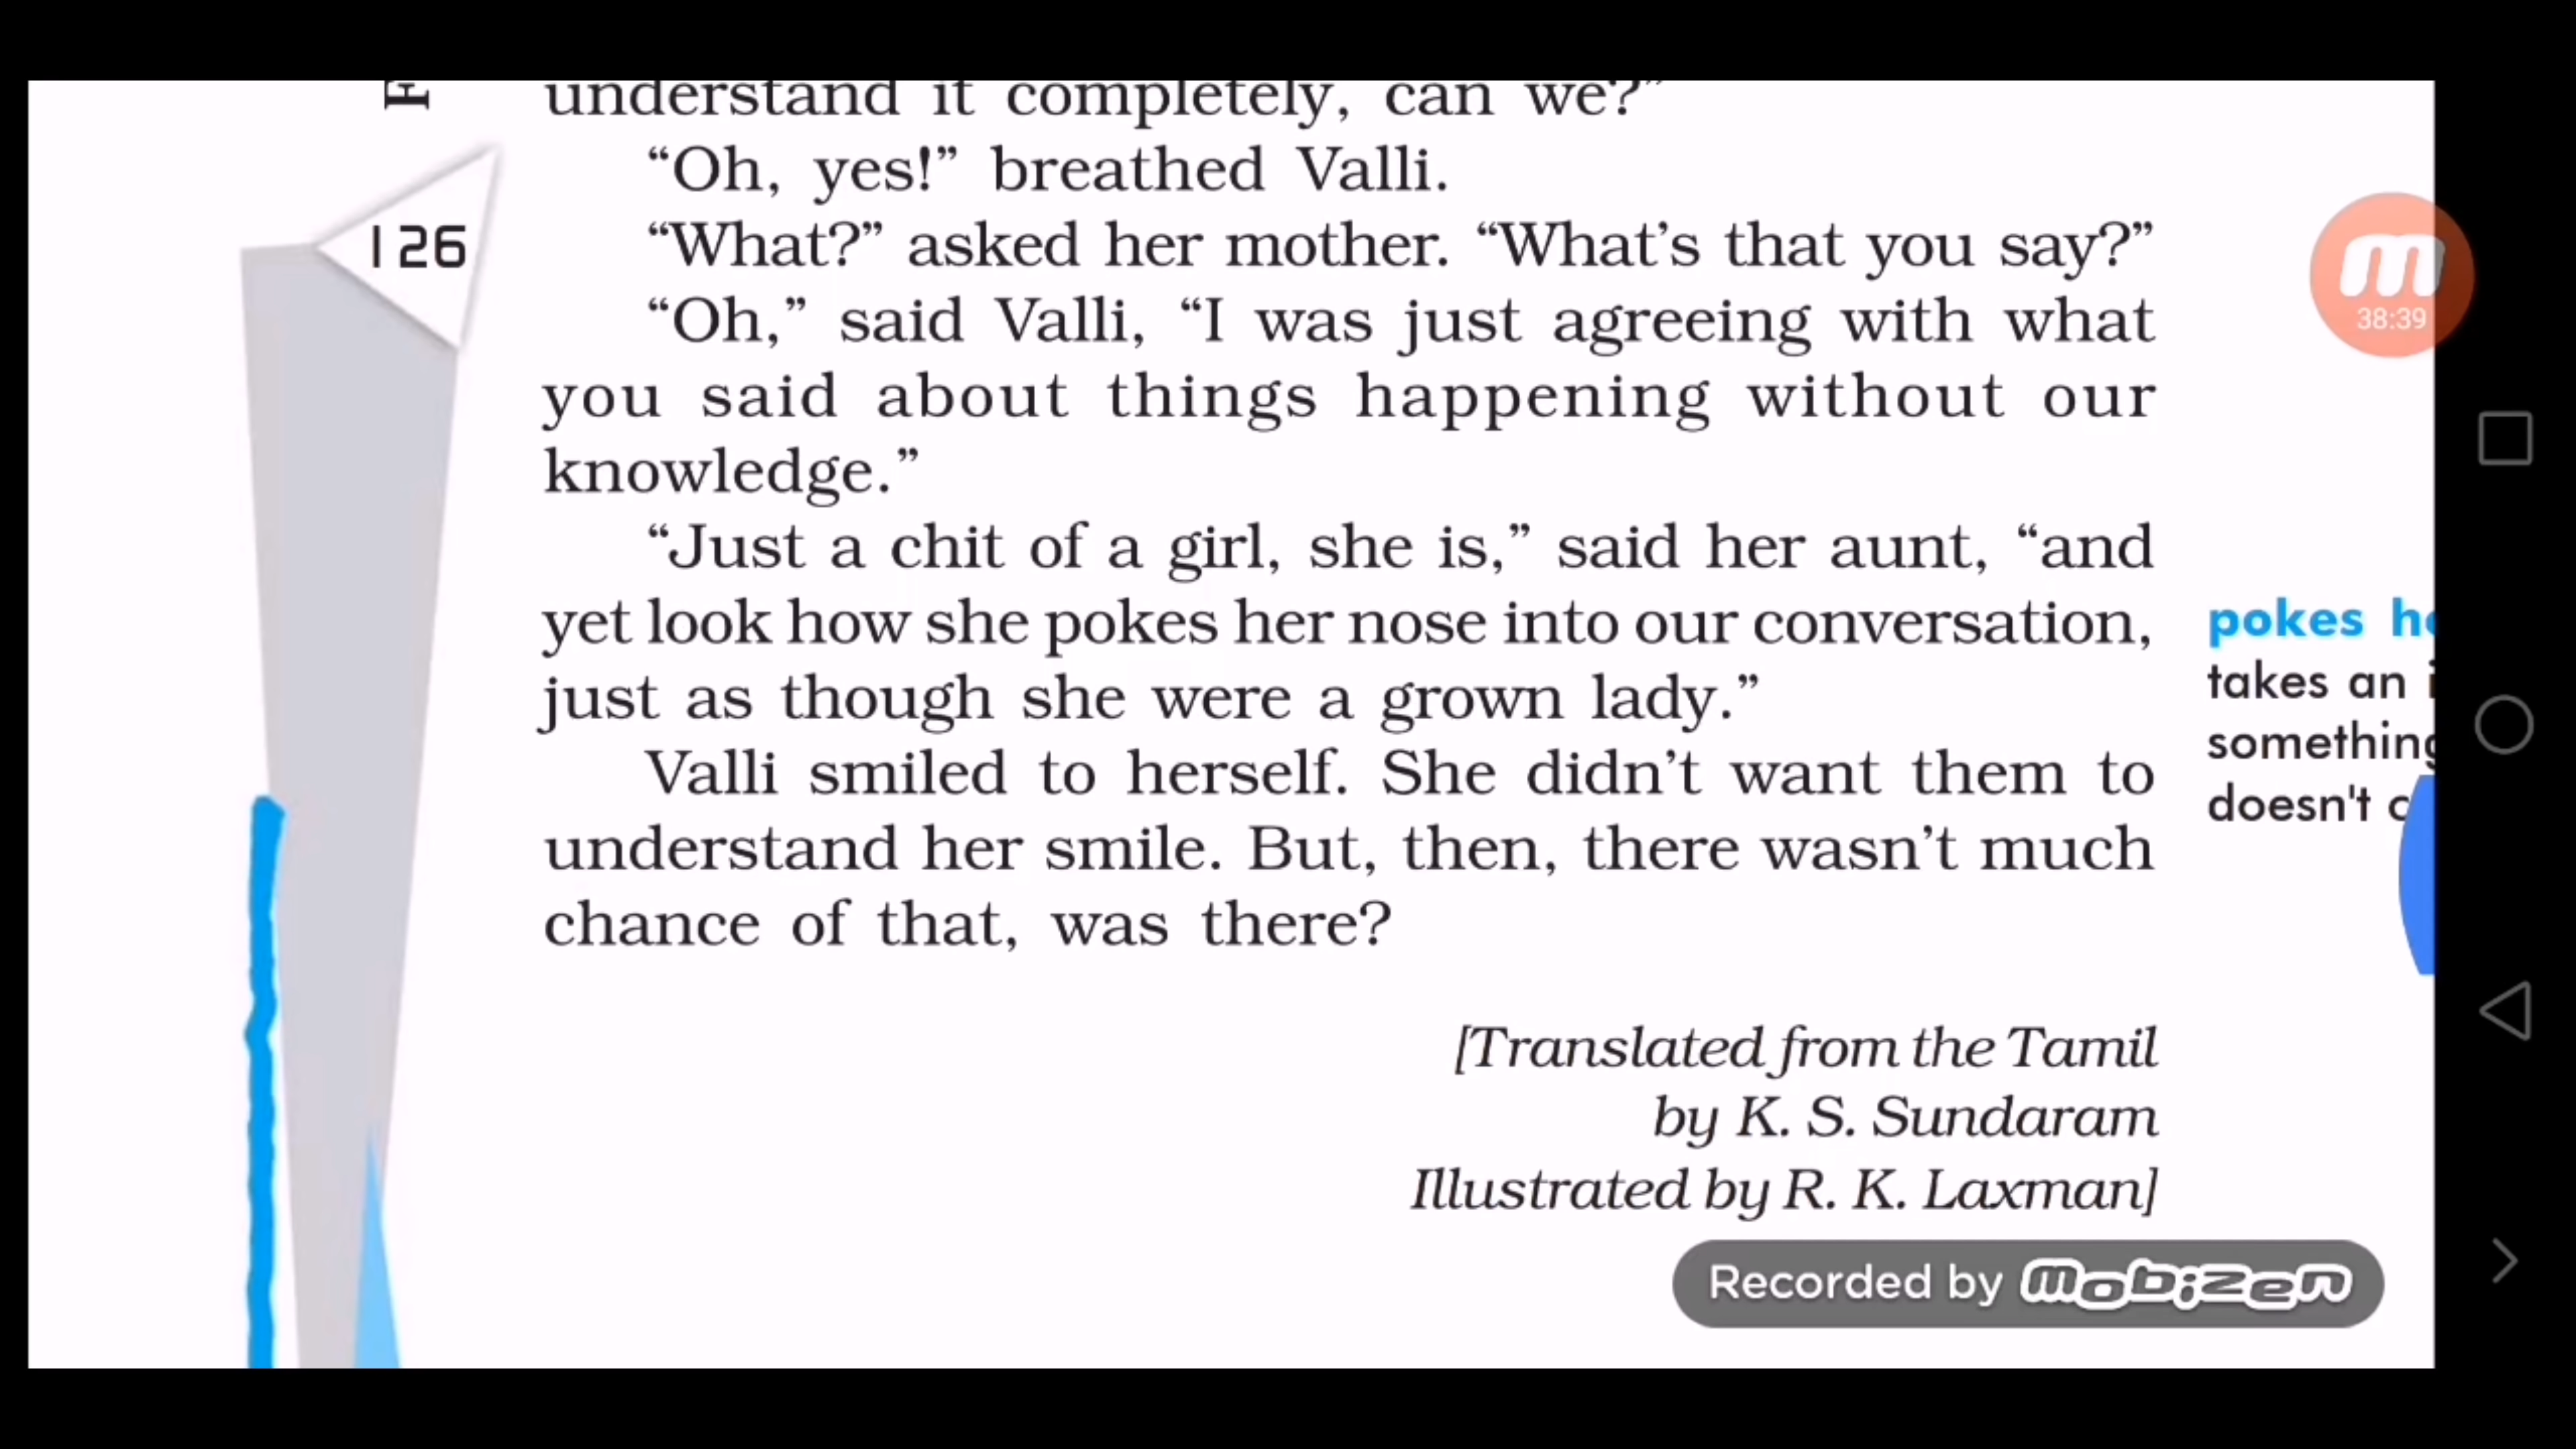 understand it completely, can we?”
“Oh, yes!” breathed Valli.
126
“What?” asked her mother. “What’s that you say?”
“Oh,” said Valli, “I was just agreeing with what
you said about things happening without our
knowledge.”
“Just a chit of a girl, she is,” said her aunt, “and
yet look how she pokes her nose into our conversation,
just as though she were a grown lady.”
Valli smiled to herself. She didn’t want them to
understand her smile. But, then, there wasn’t much
chance of that, was there?
[Translated from the Tamil
by K. S. Sundaram
Illustrated by R. K. Laxman]
pokes
takes an
something
doesn't
38:39
Recorded by mobizen